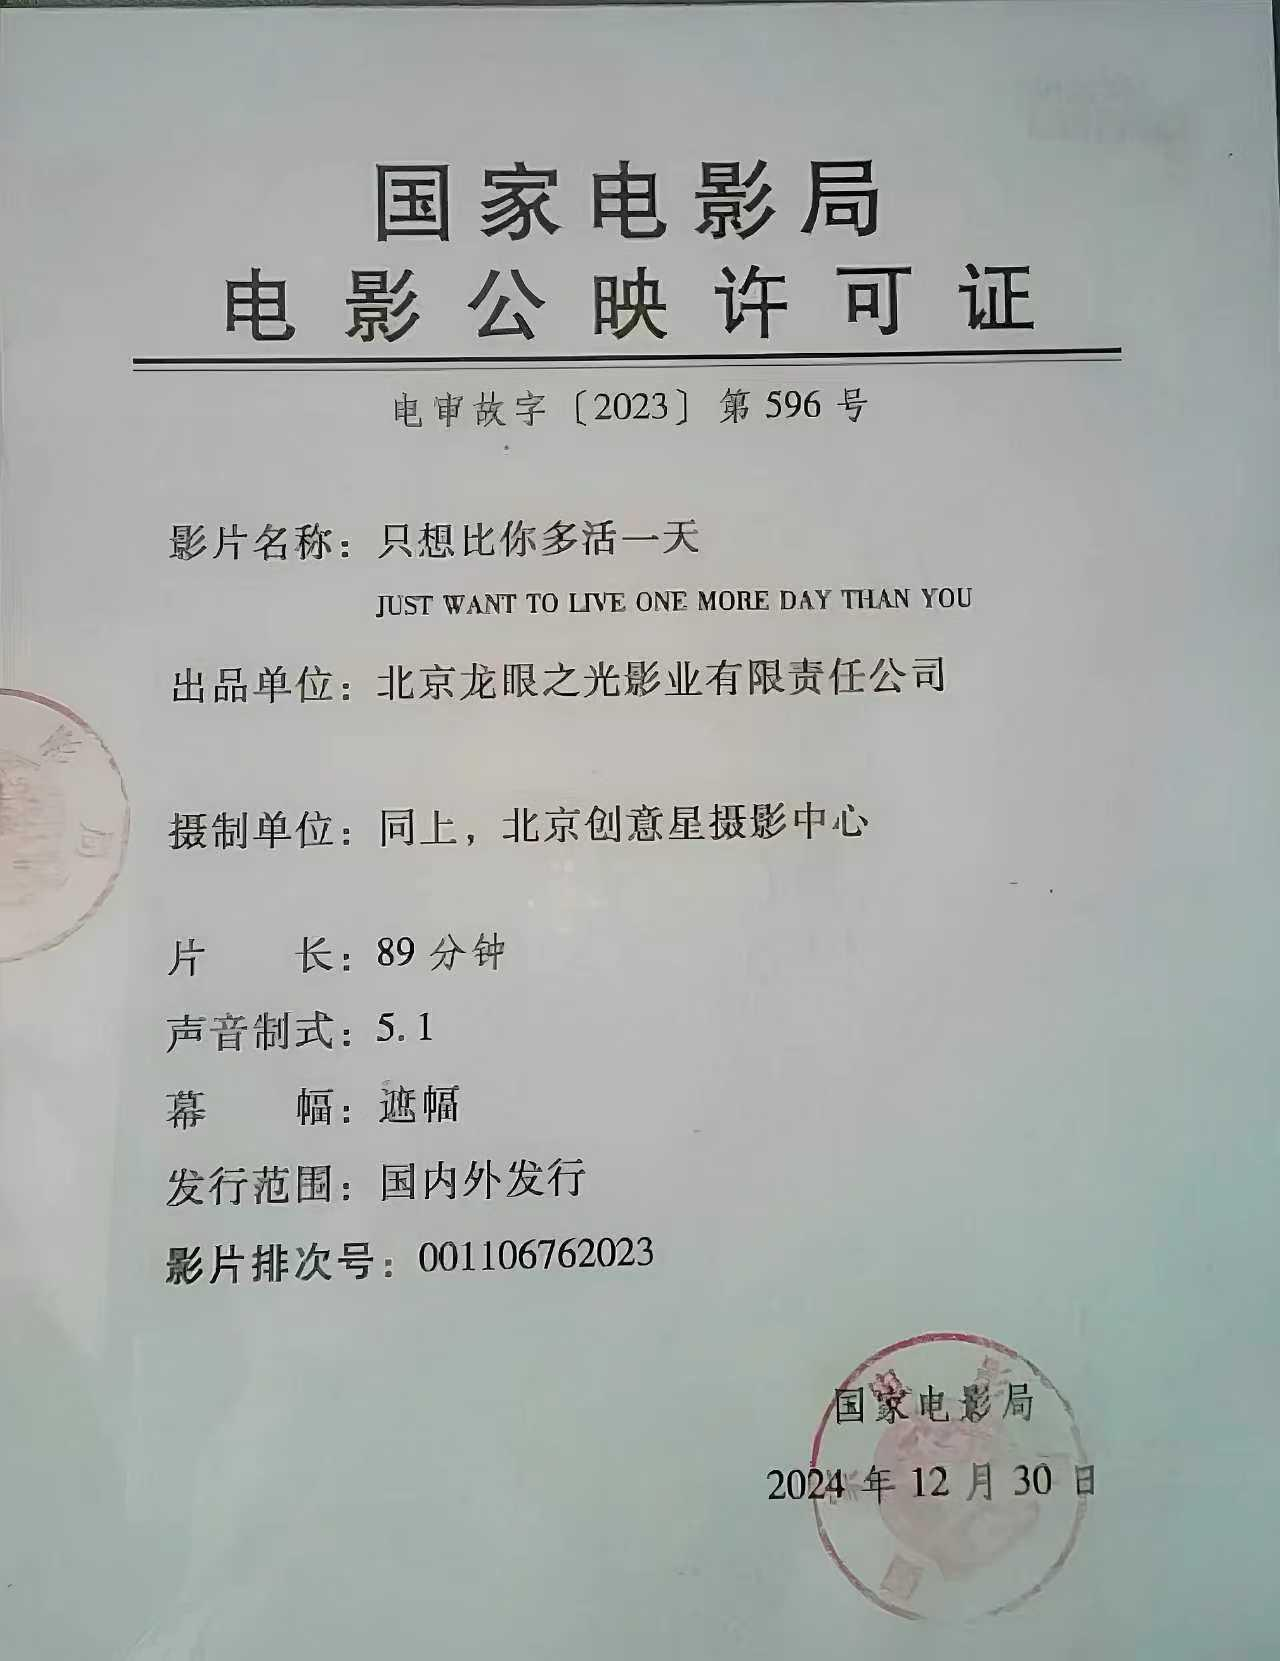 国家电影局
电影公映许可证
电审故字〔2023〕第596号
影片名称：只想比你多活一天
JUST WANT TO LIVE ONE MORE DAY THAN YOU
出品单位：北京龙眼之光影业有限责任公司
摄制单位：同上，北京创意星摄影中心
片 长：89分钟
声音制式：5.1
幕 幅：遮幅
发行范围：国内外发行
影片排次号：001106762023
国家电影局
2024年12月30日